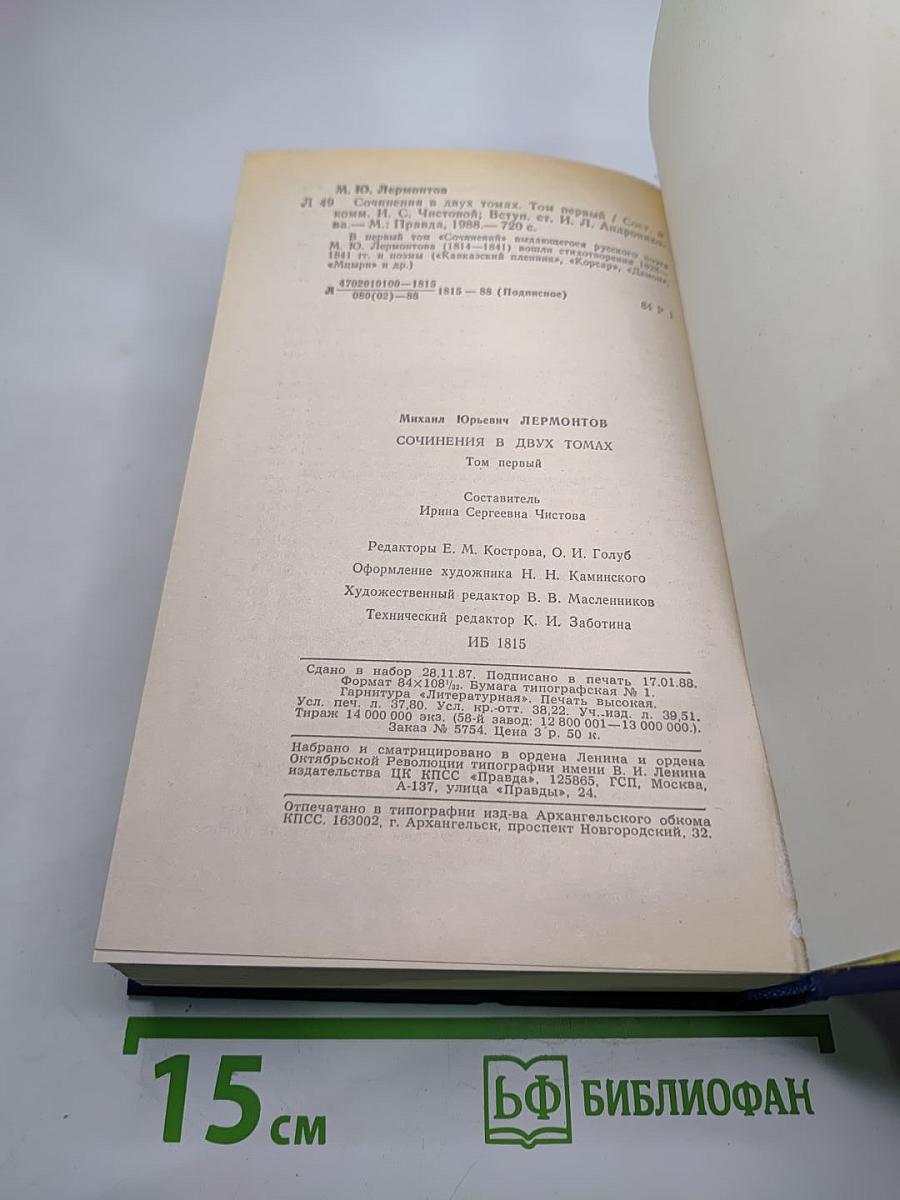 М. Ю. Лермонтов
Л 49 Сочинения в двух томах. Том первый / Сост. и
комм. И. С. Чистовой; Вступ. ст. И. Л. Андронико-
ва.— М.: Правда, 1988.— 720 с.
В первый том «Сочинений» выдающегося русского поэта
М. Ю. Лермонтова (1814—1841) вошли стихотворения
1841 гг. и поэмы («Кавказский пленник», «Корсар», «Демон»,
«Мцыри» и др.)
4702010100—1815
Л 1815—88 (Подписное)
080(02)—88
84 Р 1
Михаил Юрьевич ЛЕРМОНТОВ
СОЧИНЕНИЯ В ДВУХ ТОМАХ
Том первый
Составитель
Ирина Сергеевна Чистова
Редакторы Е. М. Кострова, О. И. Голуб
Оформление художника Н. Н. Каминского
Художественный редактор В. В. Масленников
Технический редактор К. И. Заботина
ИБ 1815
Сдано в набор 28.11.87. Подписано в печать 17.01.88.
Формат 84×108¹/₃₂. Бумага типографская № 1.
Гарнитура «Литературная». Печать высокая.
Усл. печ. л. 37,80. Усл. кр.-отт. 38,22. Уч.-изд. л. 39,51.
Тираж 14 000 000 экз. (58-й завод: 12 800 001—13 000 000.).
Заказ № 5754. Цена 3 р. 50 к.
Набрано и сматрицировано в ордена Ленина и ордена
Октябрьской Революции типографии имени В. И. Ленина
издательства ЦК КПСС «Правда». 125865, ГСП, Москва,
А-137, улица «Правды», 24.
Отпечатано в типографии изд-ва Архангельского обкома
КПСС. 163002, г. Архангельск, проспект Новгородский, 32.
15 см
БФ БИБЛИОФАН